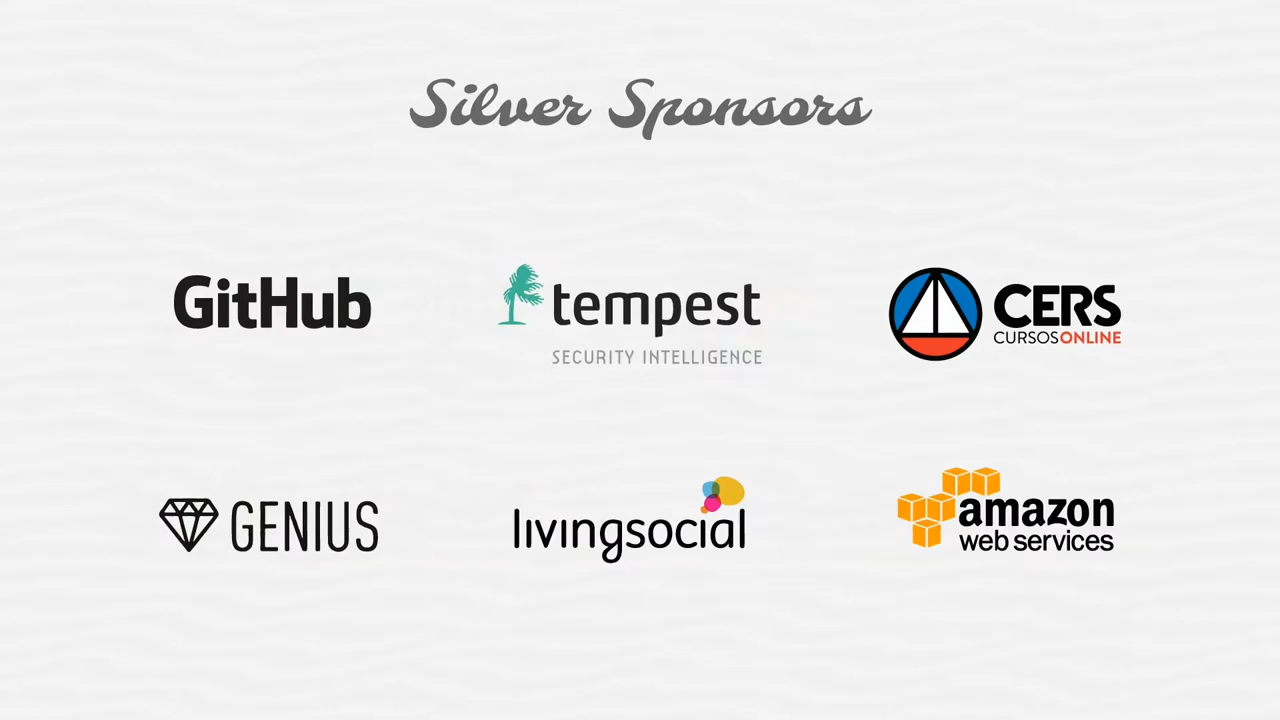 Silver Sponsors
GitHub
tempest
SECURITY INTELLIGENCE
CERS
CURSOSONLINE
GENIUS
livingsocial
amazon
web services